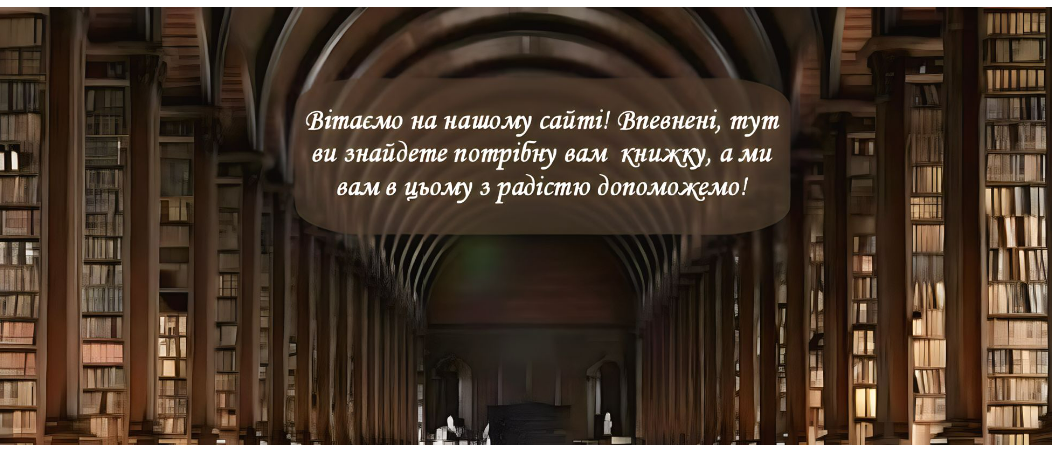 Вітаємо на нашому сайті! Впевнені, тут
ви знайдете потрібну вам книжку, а ми
вам в цьому з радістю допоможемо!